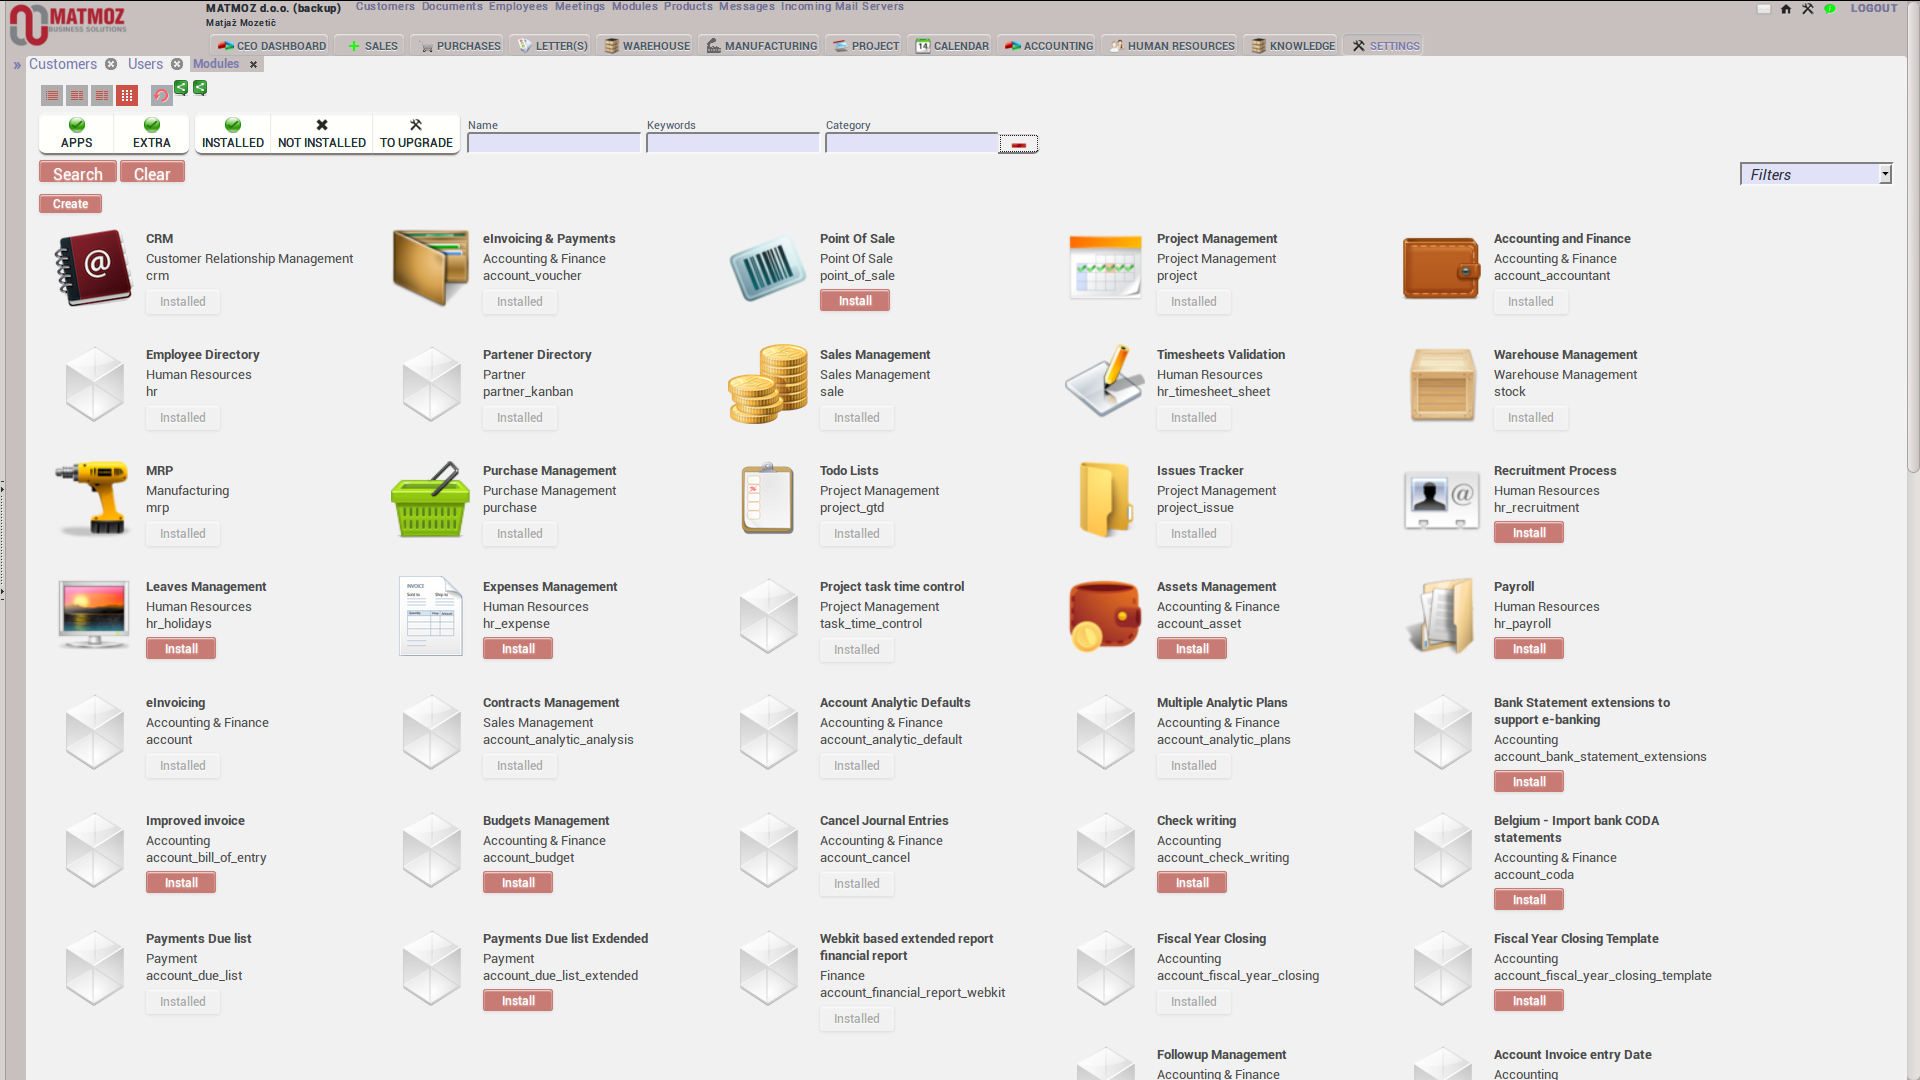 MATMOZ
BUSINESS SOLUTIONS
MATMOZ d.o.o. (backup)
Matjaž Mozetič
Customers Documents Employees Meetings Modules Products Messages Incoming Mail Servers
LOGOUT
CEO DASHBOARD SALES PURCHASES LETTER(S) WAREHOUSE MANUFACTURING PROJECT 14 CALENDAR ACCOUNTING HUMAN RESOURCES KNOWLEDGE SETTINGS
» Customers Users Modules
APPS EXTRA INSTALLED NOT INSTALLED TO UPGRADE
Name Keywords Category
Search Clear
Filters
Create
CRM
Customer Relationship Management
crm
Installed
eInvoicing & Payments
Accounting & Finance
account_voucher
Installed
Point Of Sale
Point Of Sale
point_of_sale
Install
Project Management
Project Management
project
Installed
Accounting and Finance
Accounting & Finance
account_accountant
Installed
Employee Directory
Human Resources
hr
Installed
Partener Directory
Partner
partner_kanban
Installed
Sales Management
Sales Management
sale
Installed
Timesheets Validation
Human Resources
hr_timesheet_sheet
Installed
Warehouse Management
Warehouse Management
stock
Installed
MRP
Manufacturing
mrp
Installed
Purchase Management
Purchase Management
purchase
Installed
Todo Lists
Project Management
project_gtd
Installed
Issues Tracker
Project Management
project_issue
Installed
Recruitment Process
Human Resources
hr_recruitment
Install
Leaves Management
Human Resources
hr_holidays
Install
INVOICE
Expenses Management
Human Resources
hr_expense
Install
Project task time control
Project Management
task_time_control
Installed
Assets Management
Accounting & Finance
account_asset
Install
Payroll
Human Resources
hr_payroll
Install
eInvoicing
Accounting & Finance
account
Installed
Contracts Management
Sales Management
account_analytic_analysis
Installed
Account Analytic Defaults
Accounting & Finance
account_analytic_default
Installed
Multiple Analytic Plans
Accounting & Finance
account_analytic_plans
Installed
Bank Statement extensions to
support e-banking
Accounting
account_bank_statement_extensions
Install
Improved invoice
Accounting
account_bill_of_entry
Install
Budgets Management
Accounting & Finance
account_budget
Install
Cancel Journal Entries
Accounting & Finance
account_cancel
Installed
Check writing
Accounting
account_check_writing
Install
Belgium - Import bank CODA
statements
Accounting & Finance
account_coda
Install
Payments Due list
Payment
account_due_list
Installed
Payments Due list Exdended
Payment
account_due_list_extended
Install
Webkit based extended report
financial report
Finance
account_financial_report_webkit
Installed
Fiscal Year Closing
Accounting
account_fiscal_year_closing
Installed
Fiscal Year Closing Template
Accounting
account_fiscal_year_closing_template
Install
Followup Management
Accounting & Finance
Account Invoice entry Date
Accounting